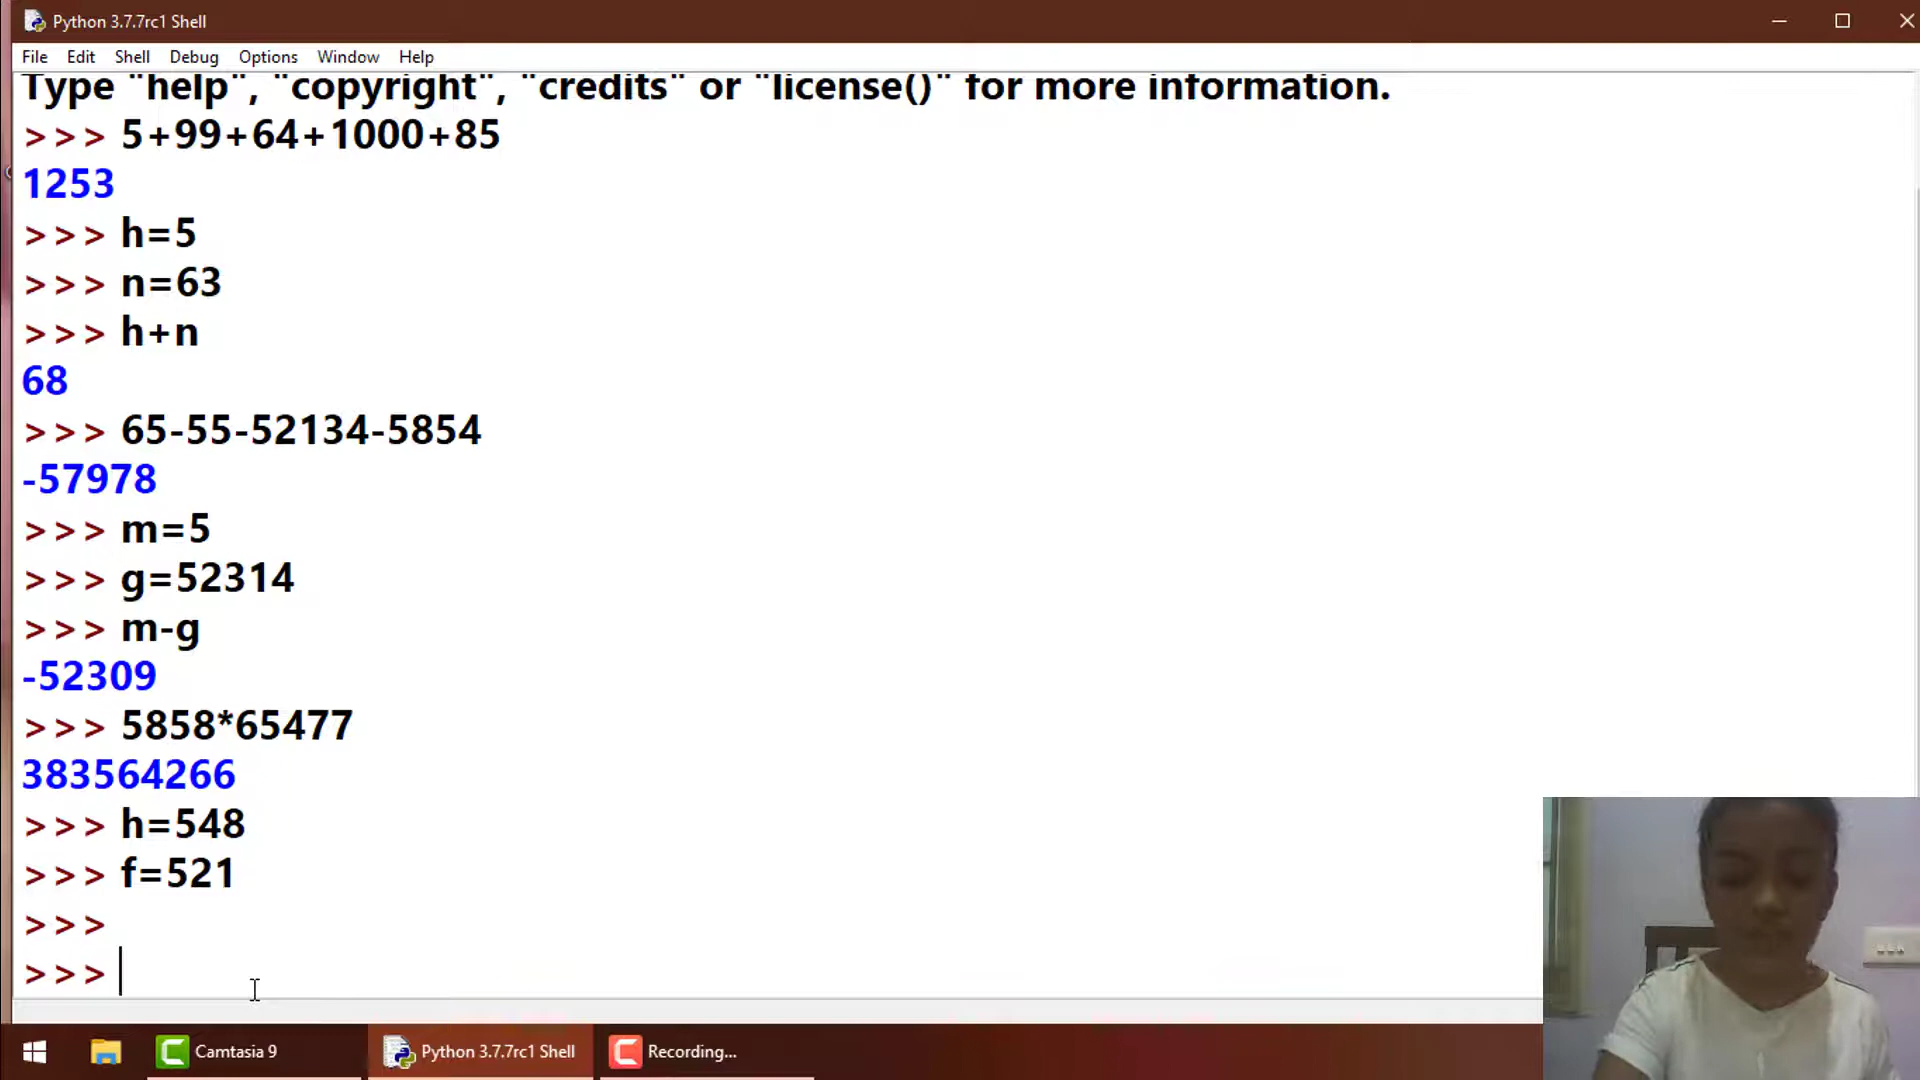 Python 3.7.7rc1 Shell
File Edit Shell Debug Options Window Help
Type "help", "copyright", "credits" or "license()" for more information.
>>> 5+99+64+1000+85
1253
>>> h=5
>>> n=63
>>> h+n
68
>>> 65-55-52134-5854
-57978
>>> m=5
>>> g=52314
>>> m-g
-52309
>>> 5858*65477
383564266
>>> h=548
>>> f=521
>>>
>>>
Camtasia 9 Python 3.7.7rc1 Shell Recording...